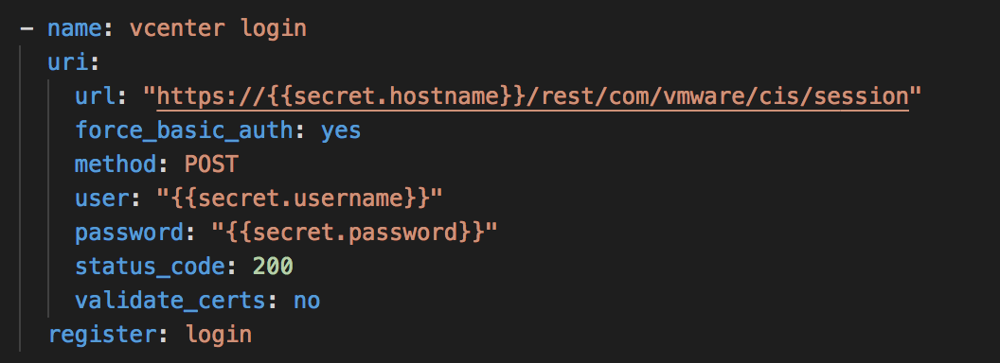 - name: vcenter login
uri:
url: "https://{{secret.hostname}}/rest/com/vmware/cis/session"
force_basic_auth: yes
method: POST
user: "{{secret.username}}"
password: "{{secret.password}}"
status_code: 200
validate_certs: no
register: login